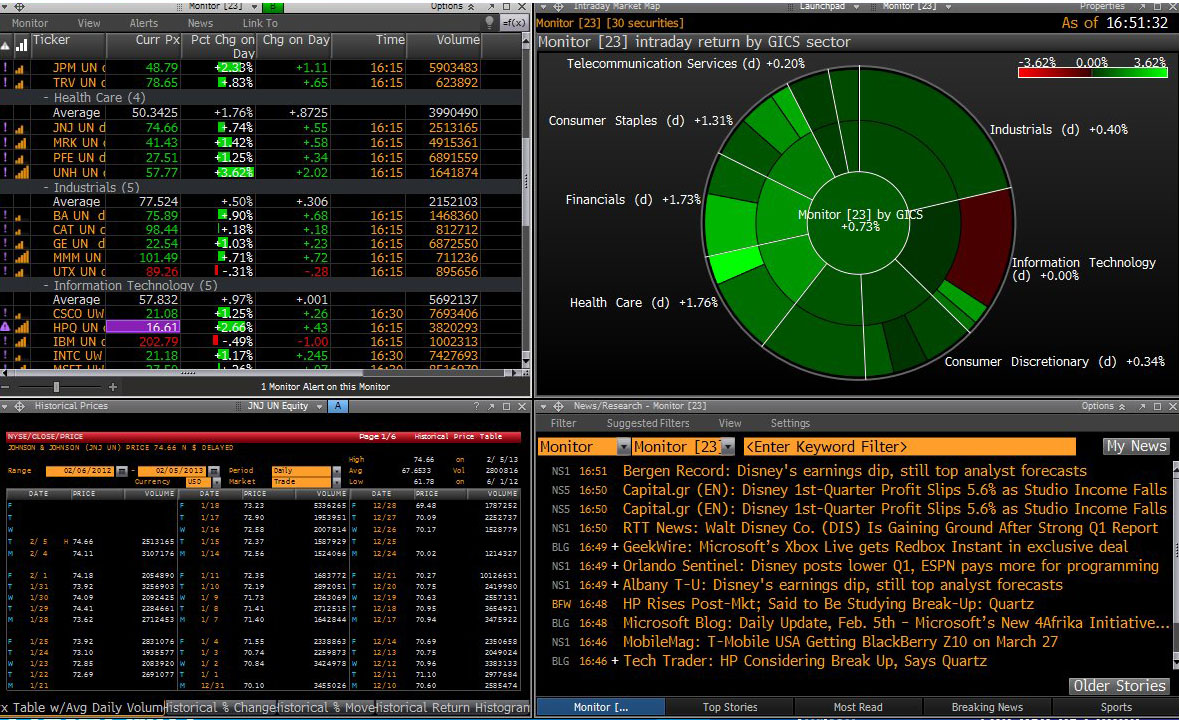 Monitor [23] B Options
Monitor View Alerts News Link To =f(x)
Ticker Curr Px Pct Chg on Day Chg on Day Time Volume
JPM UN 48.79 +2.33% +1.11 16:15 5903483
TRV UN d 78.65 +.83% +.65 16:15 623892
- Health Care (4)
Average 50.3425 +1.76% +.8725 3990490
JNJ UN d 74.66 +.74% +.55 16:15 2513165
MRK UN d 41.43 +1.42% +.58 16:15 4915361
PFE UN d 27.51 +1.25% +.34 16:15 6891559
UNH UN d 57.77 +3.62% +2.02 16:15 1641874
- Industrials (5)
Average 77.524 +.50% +.306 2152103
BA UN d 75.89 +.90% +.68 16:15 1468360
CAT UN d 98.44 +.18% +.18 16:15 812712
GE UN d 22.54 +1.03% +.23 16:15 6872550
MMM UN 101.49 +.71% +.72 16:15 711236
UTX UN d 89.26 -.31% -.28 16:15 895656
- Information Technology (5)
Average 57.832 +.97% +.001 5692137
CSCO UW 21.08 +1.25% +.26 16:30 7693406
HPQ UN 16.61 +2.66% +.43 16:15 3820293
IBM UN d 202.79 -.49% -1.00 16:15 1002313
INTC UW 21.18 +1.17% +.245 16:30 7427693
1 Monitor Alert on this Monitor
Intraday Market Map Launchpad Monitor [23] Properties
Monitor [23] [30 securities] As of 16:51:32
Monitor [23] intraday return by GICS sector
Telecommunication Services (d) +0.20%
-3.62% 0.00% 3.62%
Consumer Staples (d) +1.31%
Industrials (d) +0.40%
Financials (d) +1.73%
Monitor [23] by GICS
+0.73%
Information Technology
(d) +0.00%
Health Care (d) +1.76%
Consumer Discretionary (d) +0.34%
Historical Prices JNJ UN Equity A
NYSE/CLOSE/PRICE Page 1/6 Historical Price Table
JOHNSON & JOHNSON (JNJ UN) PRICE 74.66 N $ DELAYED
High 74.66 on 2/ 5/13
Range 02/06/2012 - 02/05/2013 Period Daily Avg 67.6533 Vol 2800816
Currency USD Market Trade Low 61.78 on 6/ 1/12
DATE PRICE VOLUME DATE PRICE VOLUME DATE PRICE VOLUME
F F 1/18 73.23 5336265 F 12/28 69.48 1787252
T T 1/17 72.90 1953951 T 12/27 70.09 2252737
W W 1/16 72.58 2007814 W 12/26 70.17 1528779
T 2/ 5 H 74.66 2513165 T 1/15 72.37 1587929 T 12/25
M 2/ 4 74.11 3107176 M 1/14 72.56 1524066 M 12/24 70.02 1214327
F 2/ 1 74.18 2054890 F 1/11 72.35 1683772 F 12/21 70.27 10126631
T 1/31 73.92 3256903 T 1/10 72.19 2892051 T 12/20 70.75 2419980
W 1/30 74.09 2092425 W 1/ 9 71.73 2363069 W 12/19 70.63 2557131
T 1/29 74.41 2284661 T 1/ 8 71.41 2712515 T 12/18 70.95 3654921
M 1/28 73.62 2712453 M 1/ 7 71.40 1642844 M 12/17 70.94 3475922
F 1/25 73.92 2831076 F 1/ 4 71.55 2338863 F 12/14 70.69 2350658
T 1/24 73.10 1935577 T 1/ 3 70.74 2259873 T 12/13 70.75 2049024
W 1/23 72.85 2083920 W 1/ 2 70.84 3424978 W 12/12 70.96 3383133
T 1/22 72.69 2691077 T 1/ 1 T 12/11 71.10 2977684
M 1/21 M 12/31 70.10 3455026 M 12/10 70.60 2585474
x Table w/Avg Daily Volum Historical % Change Historical % Move Historical Return Histogran
News/Research - Monitor [23] Options
Filter Suggested Filters View Settings
Monitor Monitor [23] <Enter Keyword Filter> My News
NS1 16:51 Bergen Record: Disney's earnings dip, still top analyst forecasts
NS5 16:50 Capital.gr (EN): Disney 1st-Quarter Profit Slips 5.6% as Studio Income Falls
NS5 16:50 Capital.gr (EN): Disney 1st-Quarter Profit Slips 5.6% as Studio Income Falls
NS1 16:50 RTT News: Walt Disney Co. (DIS) Is Gaining Ground After Strong Q1 Report
BLG 16:49 + GeekWire: Microsoft's Xbox Live gets Redbox Instant in exclusive deal
NS1 16:49 + Orlando Sentinel: Disney posts lower Q1, ESPN pays more for programming
NS1 16:49 + Albany T-U: Disney's earnings dip, still top analyst forecasts
BFW 16:48 HP Rises Post-Mkt; Said to Be Studying Break-Up: Quartz
BLG 16:48 Microsoft Blog: Daily Update, Feb. 5th - Microsoft's New 4Afrika Initiative...
NS1 16:46 MobileMag: T-Mobile USA Getting BlackBerry Z10 on March 27
BLG 16:46 + Tech Trader: HP Considering Break Up, Says Quartz
Older Stories
Monitor [... Top Stories Most Read Breaking News Sports